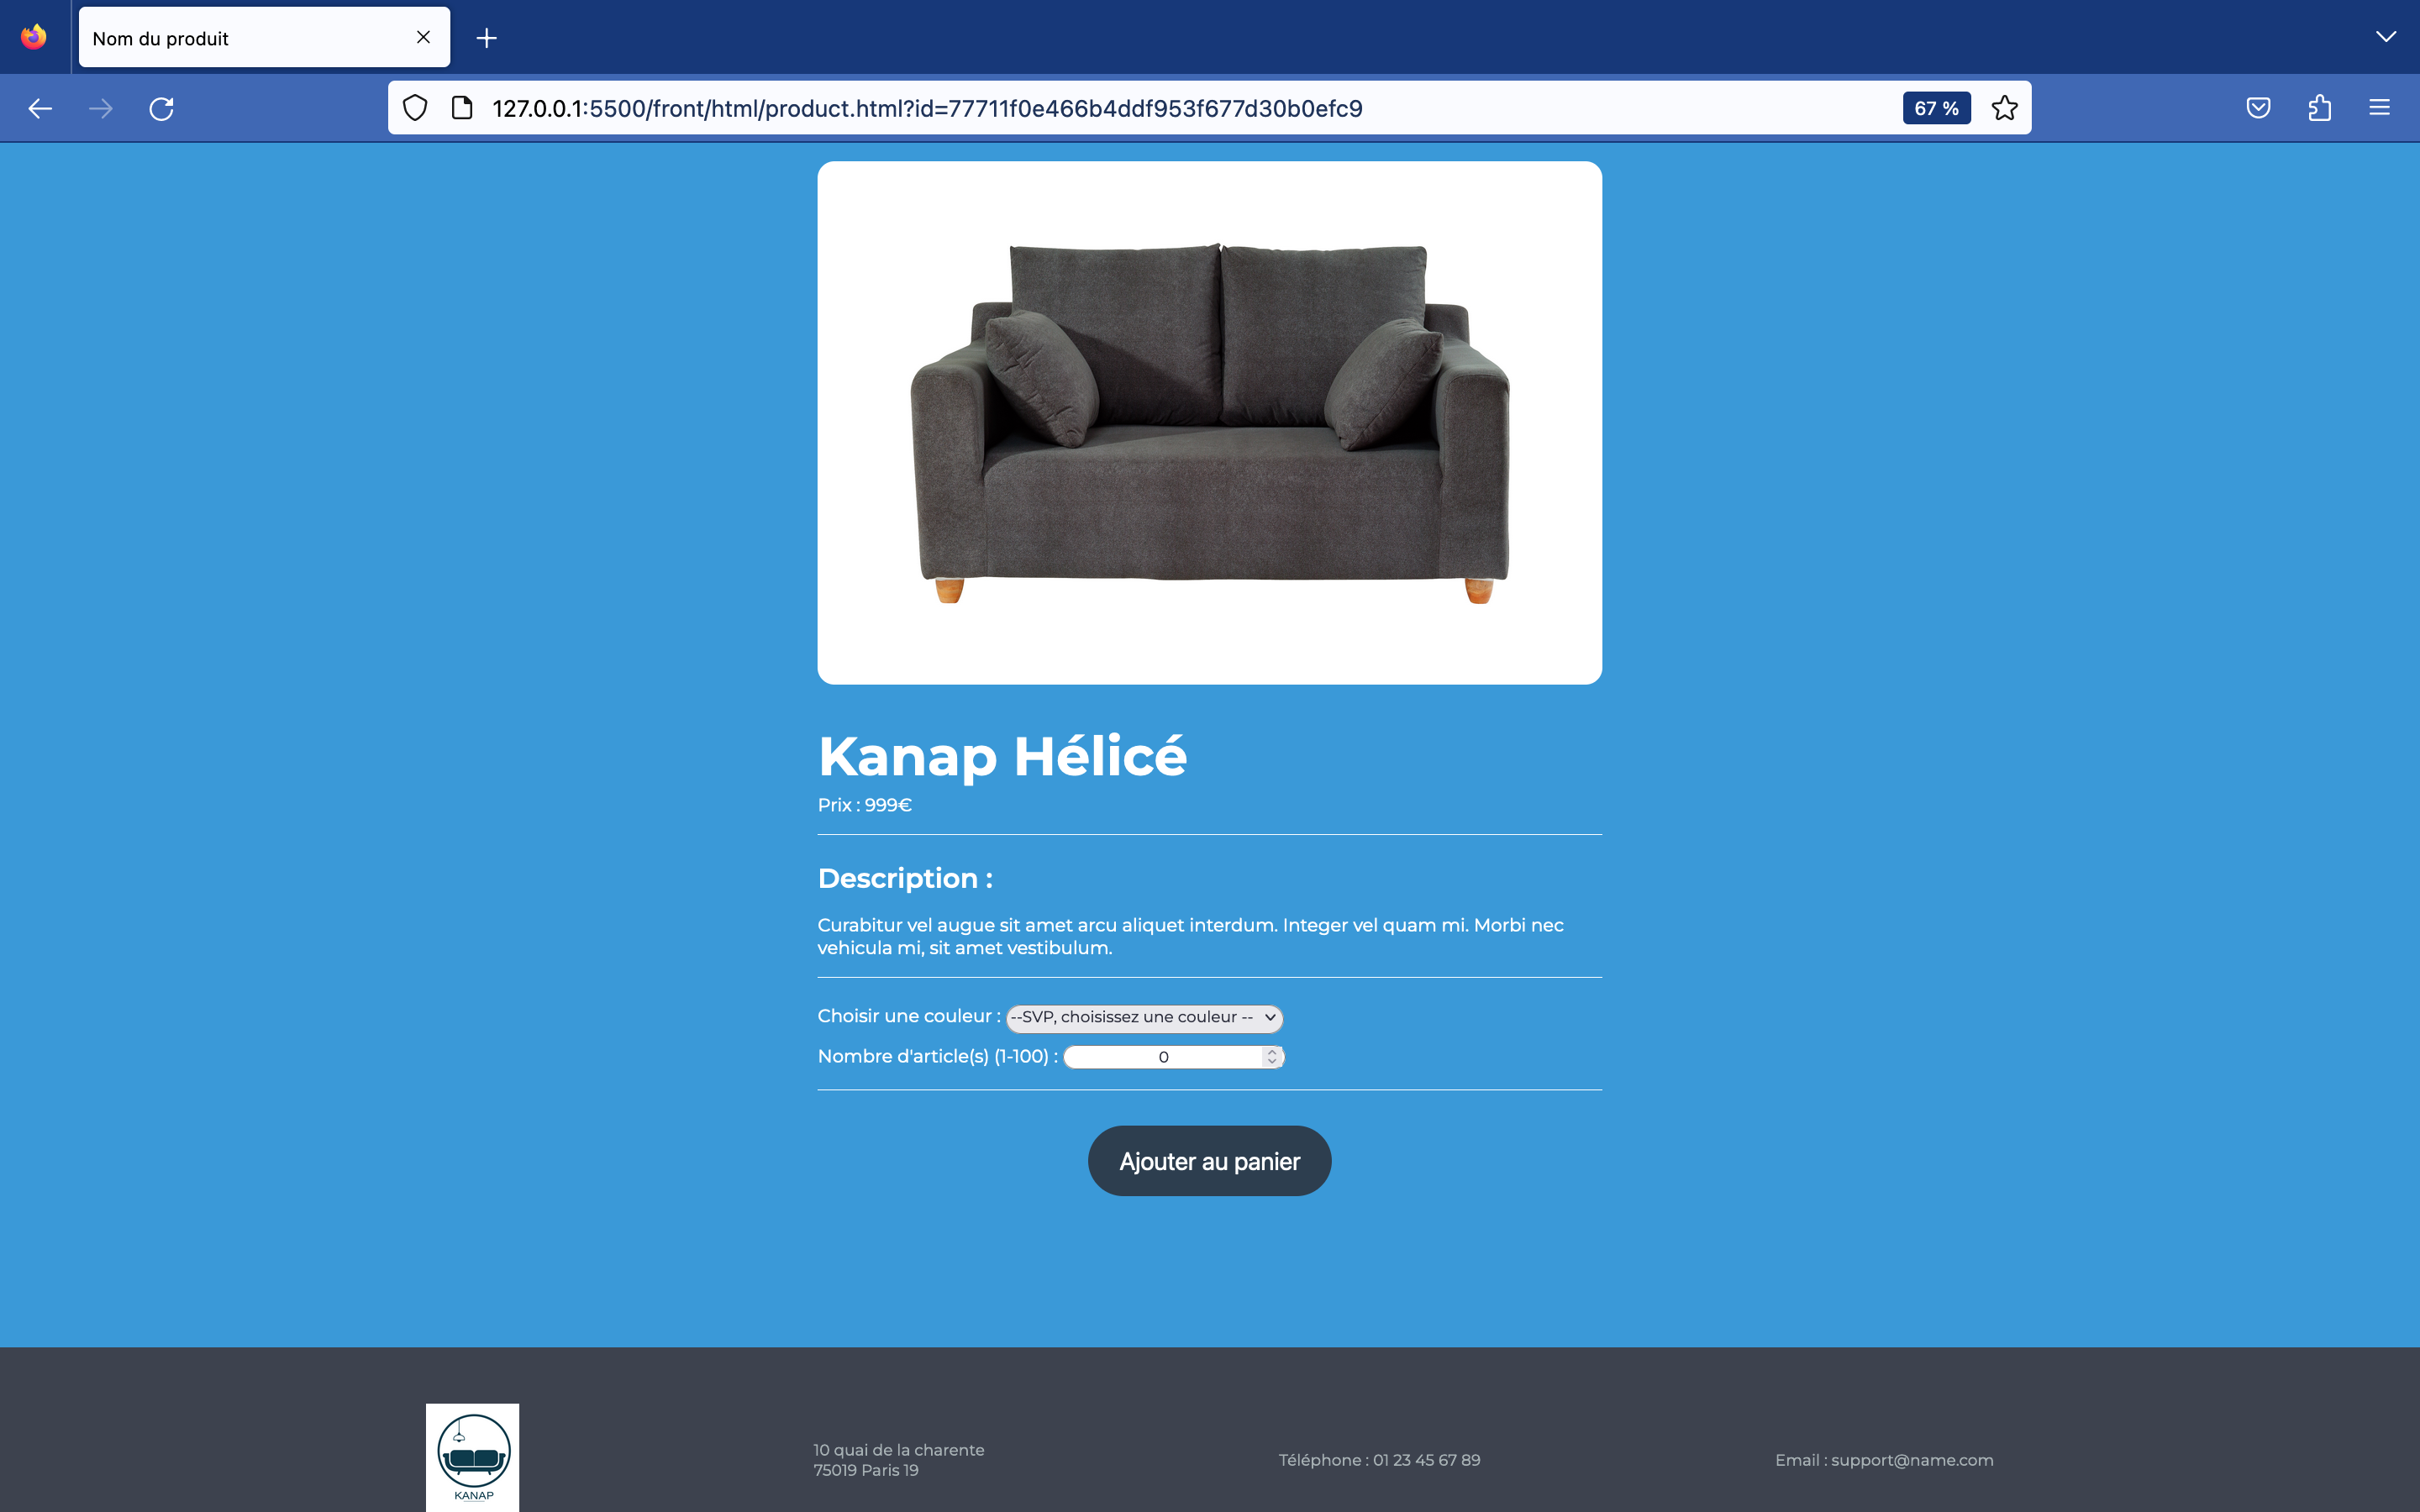 Nom du produit
127.0.0.1:5500/front/html/product.html?id=77711f0e466b4ddf953f677d30b0efc9
67 %
Kanap Hélicé
Prix : 999€
Description :
Curabitur vel augue sit amet arcu aliquet interdum. Integer vel quam mi. Morbi nec
vehicula mi, sit amet vestibulum.
Choisir une couleur : --SVP, choisissez une couleur --
Nombre d'article(s) (1-100) : 0
Ajouter au panier
KANAP
10 quai de la charente
75019 Paris 19
Téléphone : 01 23 45 67 89
Email : support@name.com